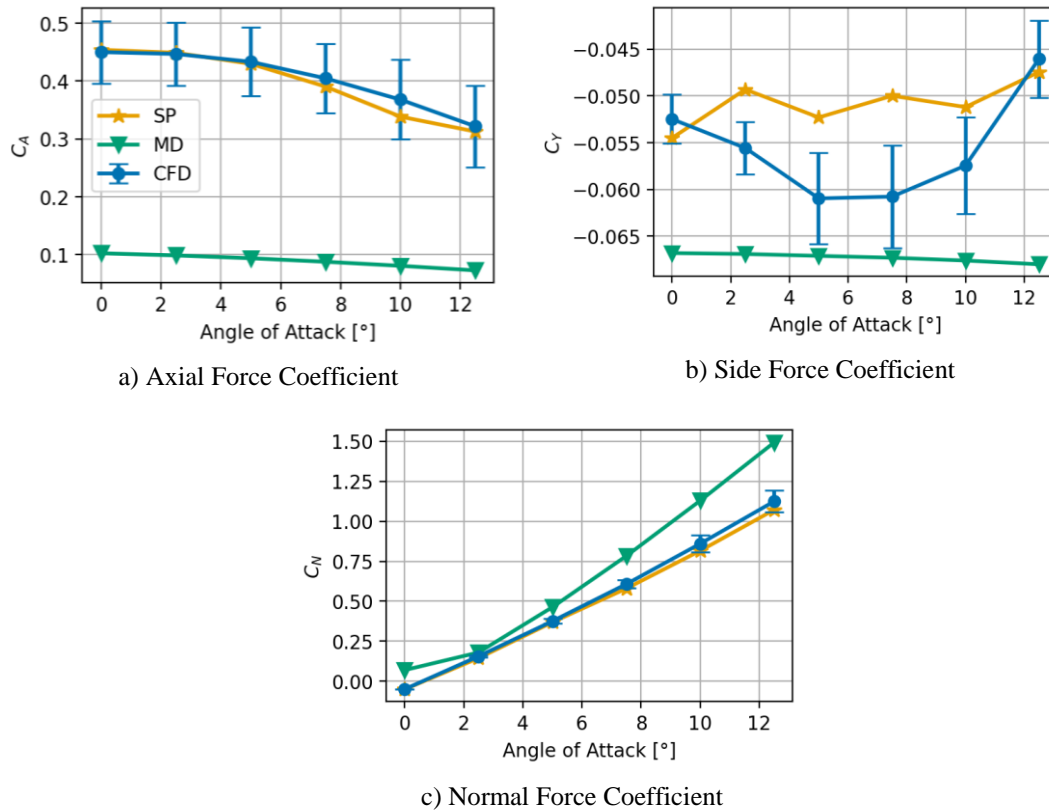 0.5
0.4
0.3
0.2
0.1
C_A
SP
MD
CFD
0 2 4 6 8 10 12
Angle of Attack [°]
a) Axial Force Coefficient
−0.045
−0.050
−0.055
−0.060
−0.065
C_Y
0 2 4 6 8 10 12
Angle of Attack [°]
b) Side Force Coefficient
1.50
1.25
1.00
0.75
0.50
0.25
0.00
C_N
0 2 4 6 8 10 12
Angle of Attack [°]
c) Normal Force Coefficient